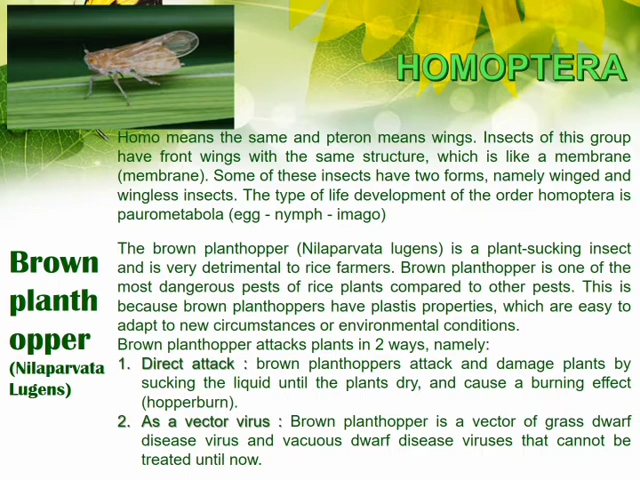 HOMOPTERA
Homo means the same and pteron means wings. Insects of this group
have front wings with the same structure, which is like a membrane
(membrane). Some of these insects have two forms, namely winged and
wingless insects. The type of life development of the order homoptera is
paurometabola (egg - nymph - imago)
Brown
planth
opper
(Nilaparvata
Lugens)
The brown planthopper (Nilaparvata lugens) is a plant-sucking insect
and is very detrimental to rice farmers. Brown planthopper is one of the
most dangerous pests of rice plants compared to other pests. This is
because brown planthoppers have plastis properties, which are easy to
adapt to new circumstances or environmental conditions.
Brown planthopper attacks plants in 2 ways, namely:
1. Direct attack : brown planthoppers attack and damage plants by
sucking the liquid until the plants dry, and cause a burning effect
(hopperburn).
2. As a vector virus : Brown planthopper is a vector of grass dwarf
disease virus and vacuous dwarf disease viruses that cannot be
treated until now.